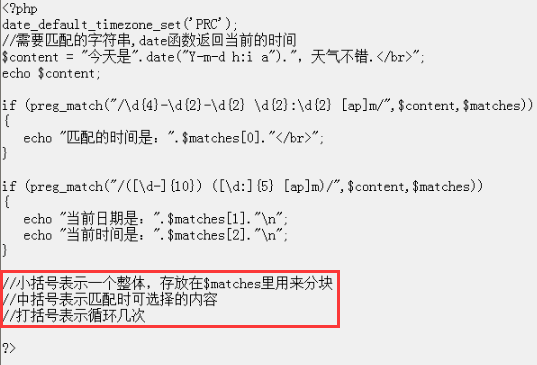 <?php
date_default_timezone_set('PRC');
//需要匹配的字符串,date函数返回当前的时间
$content = "今天是".date("Y-m-d h:i a")."，天气不错.</br>";
echo $content;
if (preg_match("/\d{4}-\d{2}-\d{2} \d{2}:\d{2} [ap]m/",$content,$matches))
{
echo "匹配的时间是：".$matches[0]."</br>";
}
if (preg_match("/([\d-]{10}) ([\d:]{5} [ap]m)/",$content,$matches))
{
echo "当前日期是：".$matches[1]."\n";
echo "当前时间是：".$matches[2]."\n";
}
//小括号表示一个整体，存放在$matches里用来分块
//中括号表示匹配时可选择的内容
//打括号表示循环几次
?>